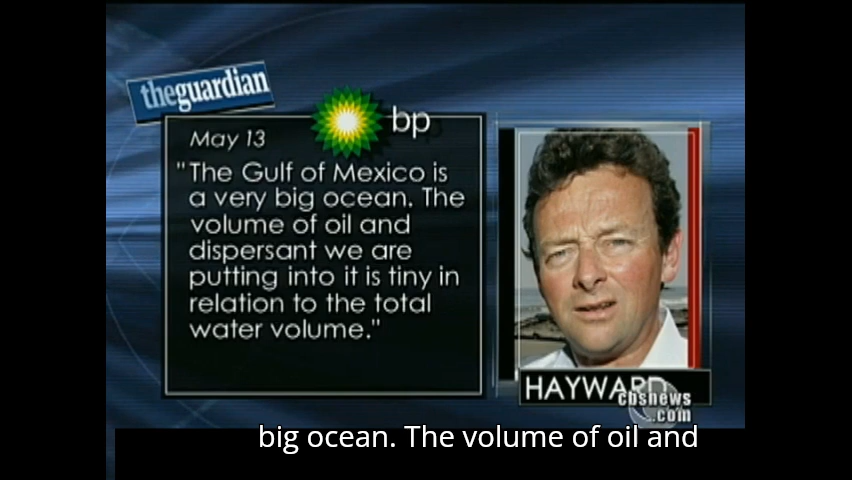 theguardian
bp
May 13
"The Gulf of Mexico is
a very big ocean. The
volume of oil and
dispersant we are
putting into it is tiny in
relation to the total
water volume."
HAYWARD
cbsnews
.com
big ocean. The volume of oil and